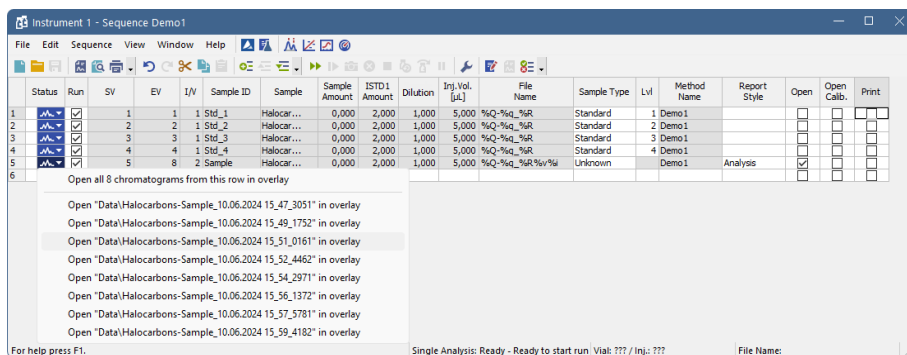 Instrument 1 - Sequence Demo1
File Edit Sequence View Window Help
Status Run SV EV I/V Sample ID Sample Sample Amount ISTD1 Amount Dilution Inj.Vol. [µL] File Name Sample Type Lvl Method Name Report Style Open Open Calib. Print
1 1 1 1 Std_1 Halocar... 0,000 2,000 1,000 5,000 %Q-%q_%R Standard 1 Demo1
2 2 2 1 Std_2 Halocar... 0,000 2,000 1,000 5,000 %Q-%q_%R Standard 2 Demo1
3 3 3 1 Std_3 Halocar... 0,000 2,000 1,000 5,000 %Q-%q_%R Standard 3 Demo1
4 4 4 1 Std_4 Halocar... 0,000 2,000 1,000 5,000 %Q-%q_%R Standard 4 Demo1
5 5 8 2 Sample Halocar... 0,000 2,000 1,000 5,000 %Q-%q_%R%v%i Unknown Demo1 Analysis
6
Open all 8 chromatograms from this row in overlay
Open "Data\Halocarbons-Sample_10.06.2024 15_47_3051" in overlay
Open "Data\Halocarbons-Sample_10.06.2024 15_49_1752" in overlay
Open "Data\Halocarbons-Sample_10.06.2024 15_51_0161" in overlay
Open "Data\Halocarbons-Sample_10.06.2024 15_52_4462" in overlay
Open "Data\Halocarbons-Sample_10.06.2024 15_54_2971" in overlay
Open "Data\Halocarbons-Sample_10.06.2024 15_56_1372" in overlay
Open "Data\Halocarbons-Sample_10.06.2024 15_57_5781" in overlay
Open "Data\Halocarbons-Sample_10.06.2024 15_59_4182" in overlay
For help press F1. Single Analysis: Ready - Ready to start run Vial: ??? / Inj.: ??? File Name: